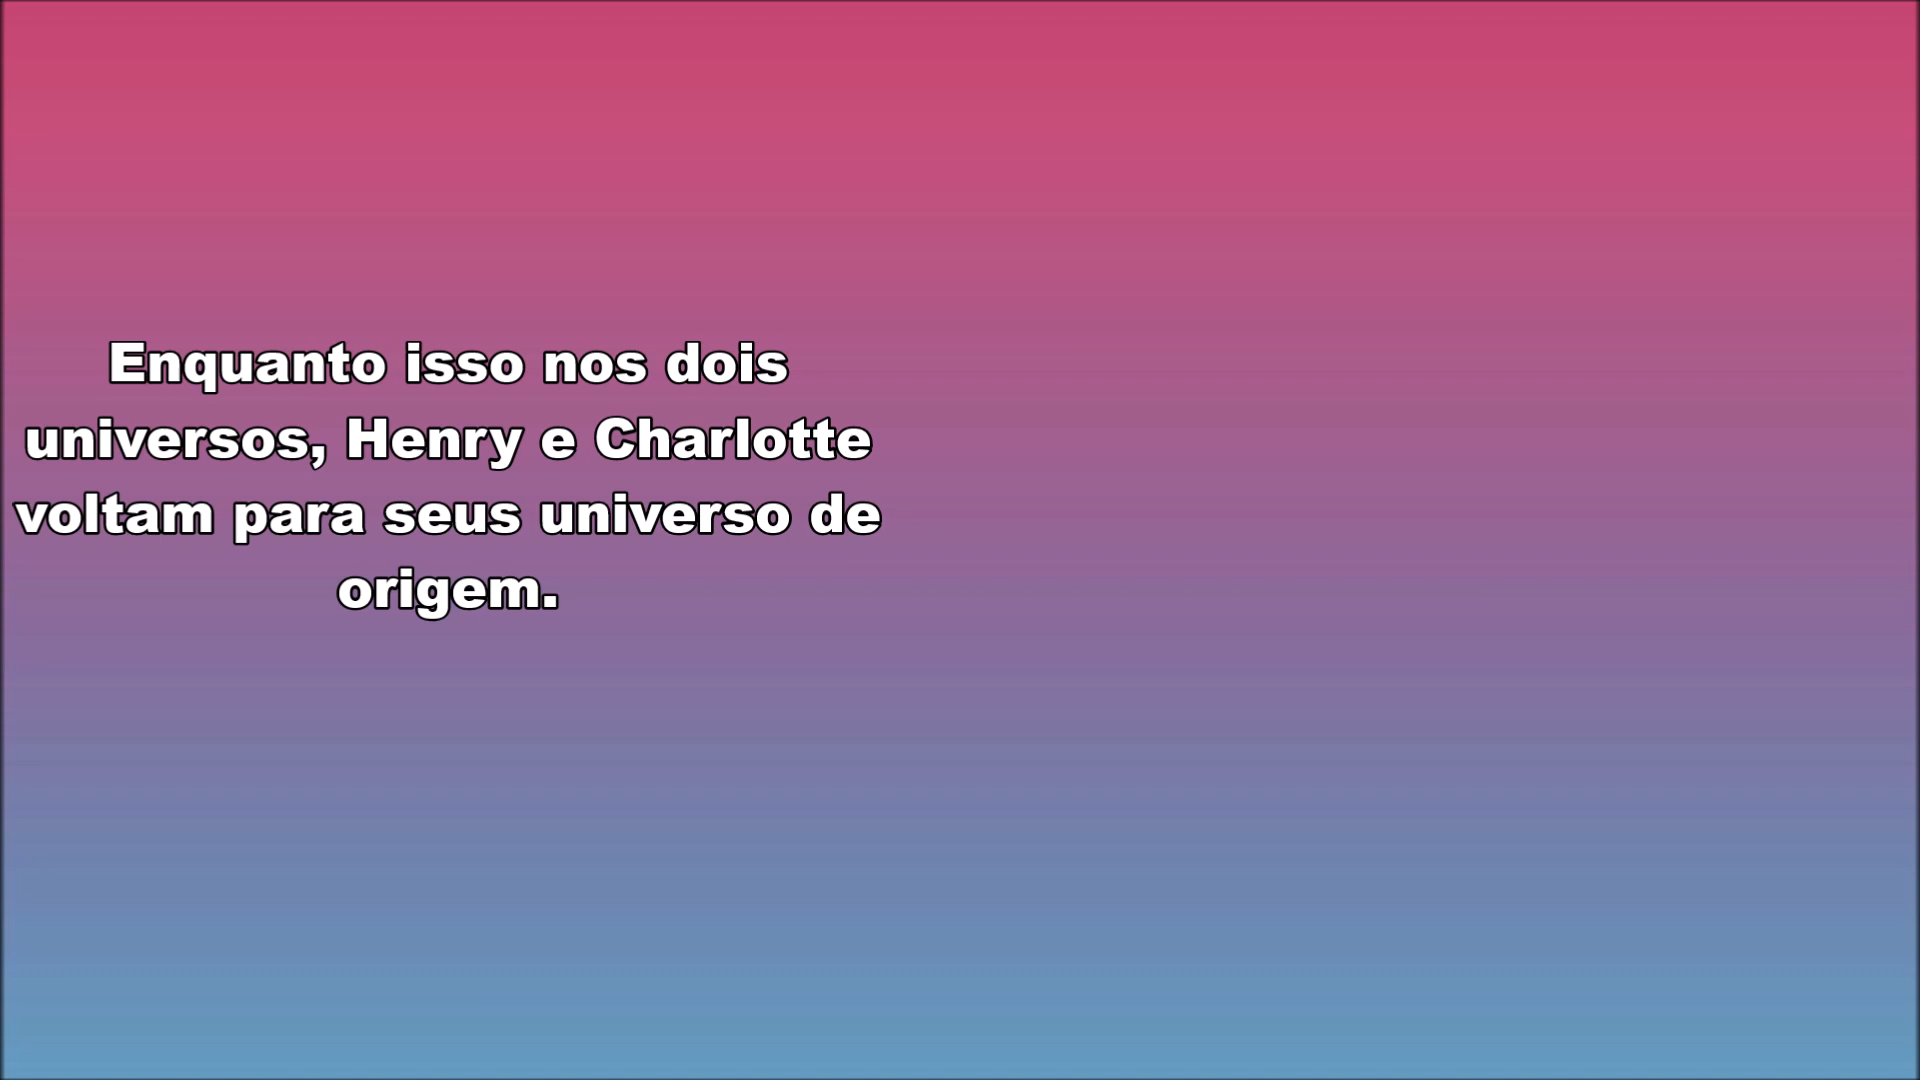 Enquanto isso nos dois
universos, Henry e Charlotte
voltam para seus universo de
origem.